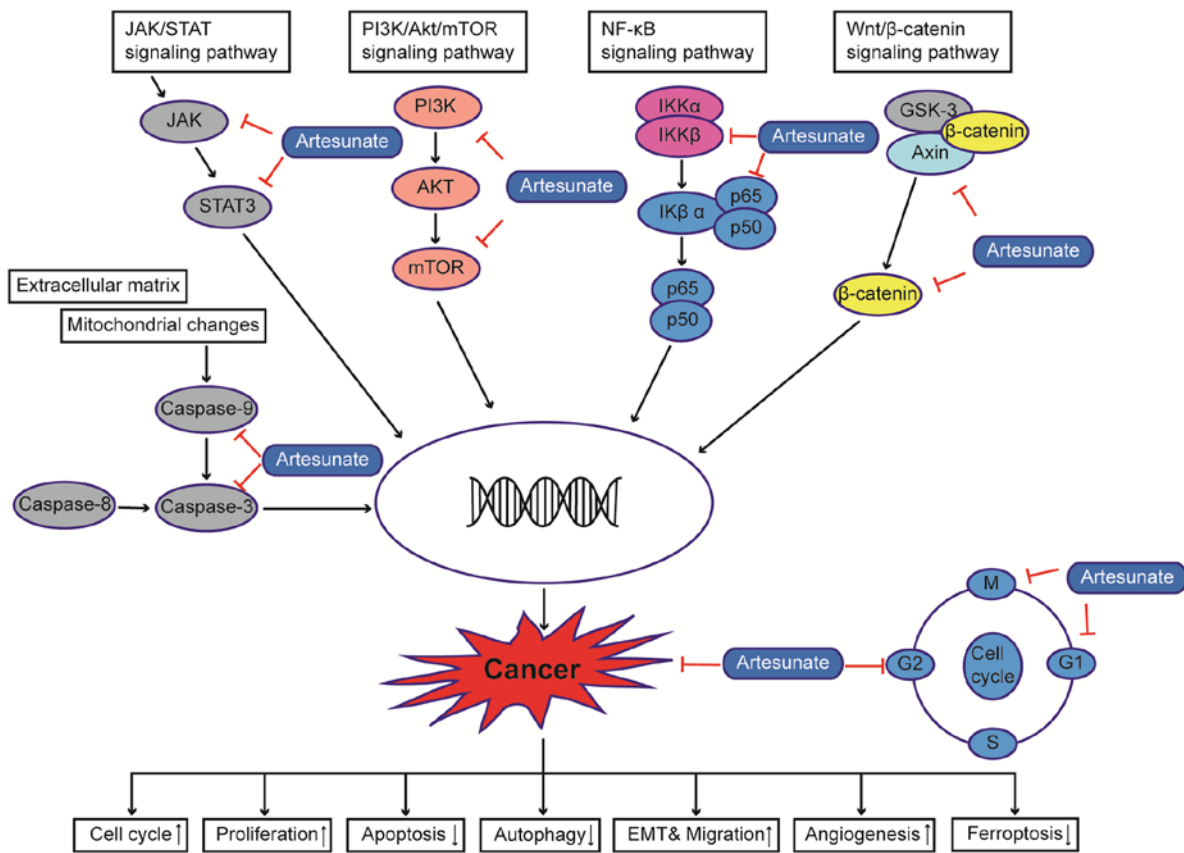 JAK/STAT
signaling pathway
PI3K/Akt/mTOR
signaling pathway
NF-κB
signaling pathway
Wnt/β-catenin
signaling pathway
JAK
Artesunate
STAT3
PI3K
AKT
Artesunate
mTOR
IKKα
IKKβ
Artesunate
IKβ α
p65
p50
p65
p50
GSK-3
β-catenin
Axin
Artesunate
β-catenin
Extracellular matrix
Mitochondrial changes
Caspase-9
Artesunate
Caspase-8
Caspase-3
Cancer
Artesunate
M
Artesunate
G2
Cell
cycle
G1
S
Cell cycle↑
Proliferation↑
Apoptosis↓
Autophagy↓
EMT& Migration↑
Angiogenesis↑
Ferroptosis↓